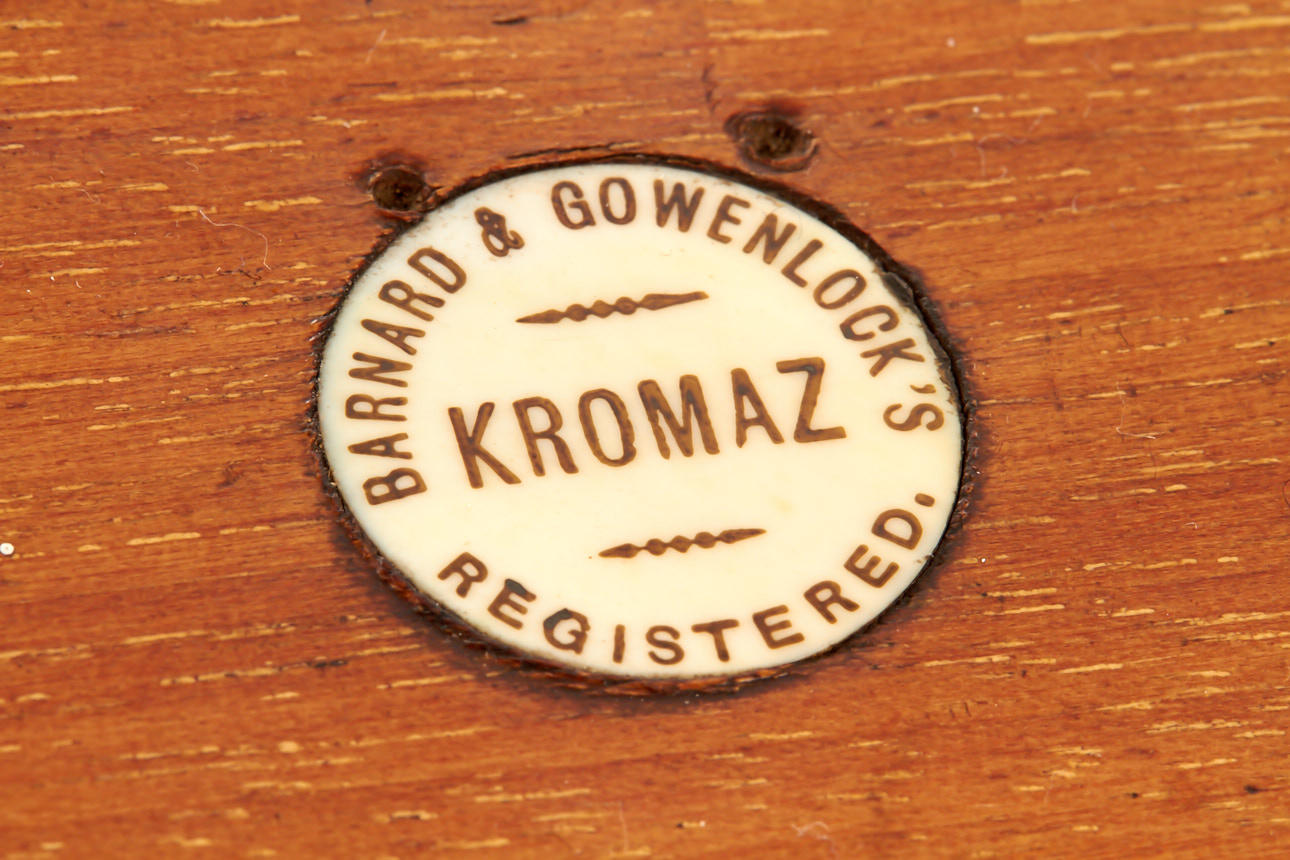 BARNARD & GOWENLOCK'S
KROMAZ
REGISTERED.